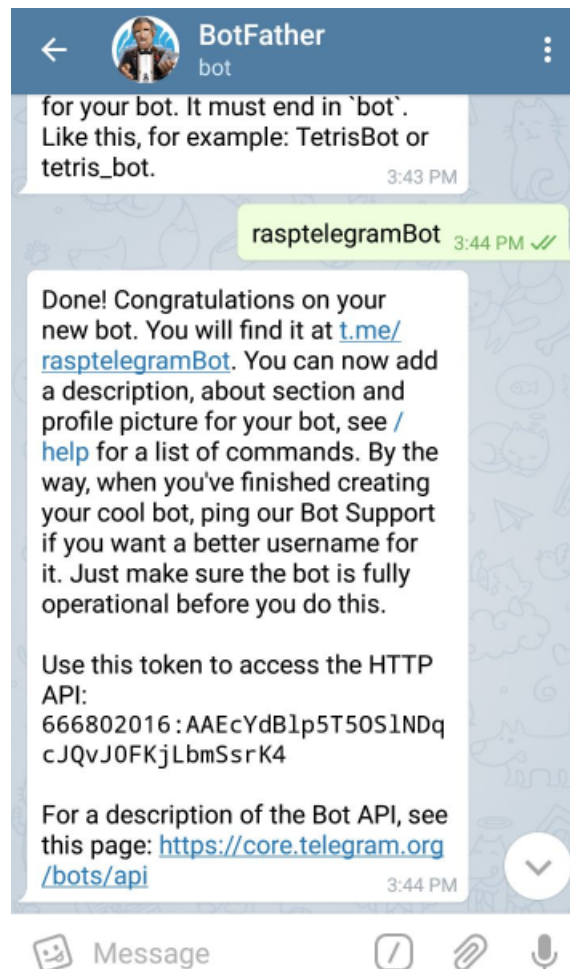 BotFather
bot
for your bot. It must end in `bot`.
Like this, for example: TetrisBot or
tetris_bot.
3:43 PM
rasptelegramBot
3:44 PM
Done! Congratulations on your
new bot. You will find it at t.me/
rasptelegramBot. You can now add
a description, about section and
profile picture for your bot, see /
help for a list of commands. By the
way, when you've finished creating
your cool bot, ping our Bot Support
if you want a better username for
it. Just make sure the bot is fully
operational before you do this.
Use this token to access the HTTP
API:
666802016:AAEcYdBlp5T5OSlNDq
cJQvJ0FKjLbmSsrK4
For a description of the Bot API, see
this page: https://core.telegram.org
/bots/api
3:44 PM
Message